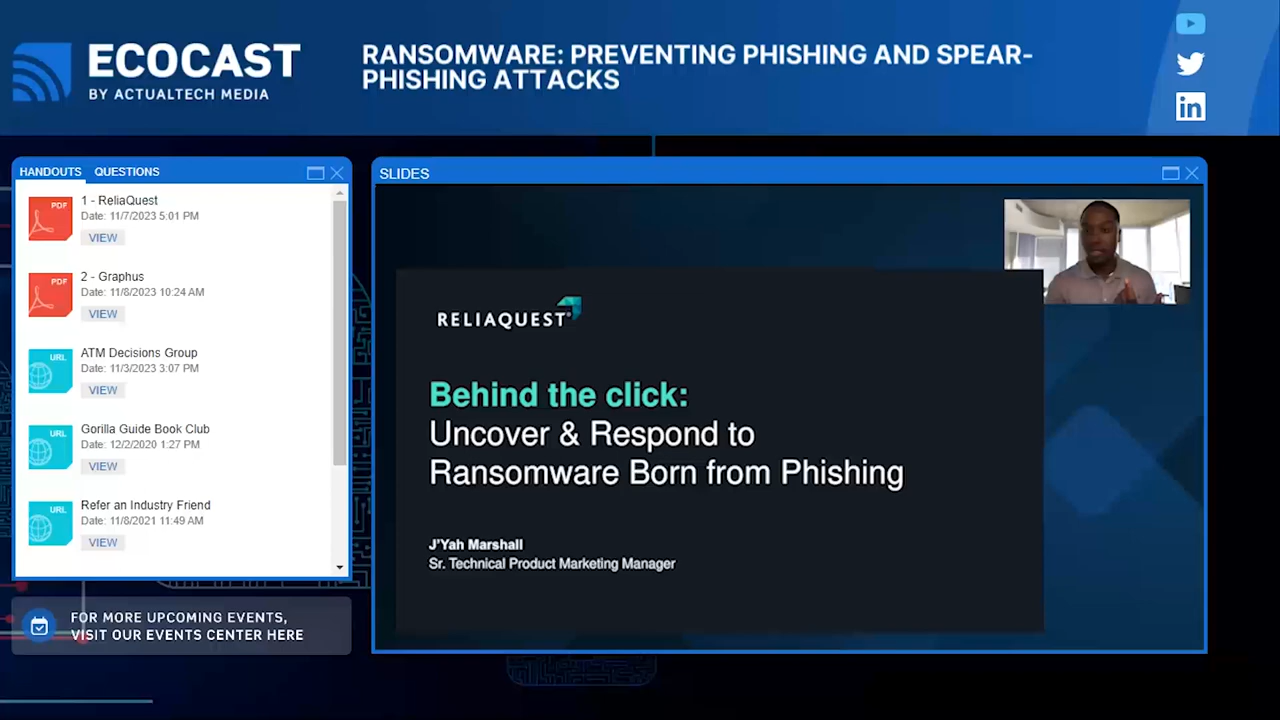 ECOCAST
BY ACTUALTECH MEDIA
RANSOMWARE: PREVENTING PHISHING AND SPEAR-
PHISHING ATTACKS
in
HANDOUTS QUESTIONS
PDF
1 - ReliaQuest
Date: 11/7/2023 5:01 PM
VIEW
PDF
2 - Graphus
Date: 11/8/2023 10:24 AM
VIEW
URL
ATM Decisions Group
Date: 11/3/2023 3:07 PM
VIEW
URL
Gorilla Guide Book Club
Date: 12/2/2020 1:27 PM
VIEW
URL
Refer an Industry Friend
Date: 11/8/2021 11:49 AM
VIEW
FOR MORE UPCOMING EVENTS,
VISIT OUR EVENTS CENTER HERE
SLIDES
RELIAQUEST
Behind the click:
Uncover & Respond to
Ransomware Born from Phishing
J'Yah Marshall
Sr. Technical Product Marketing Manager